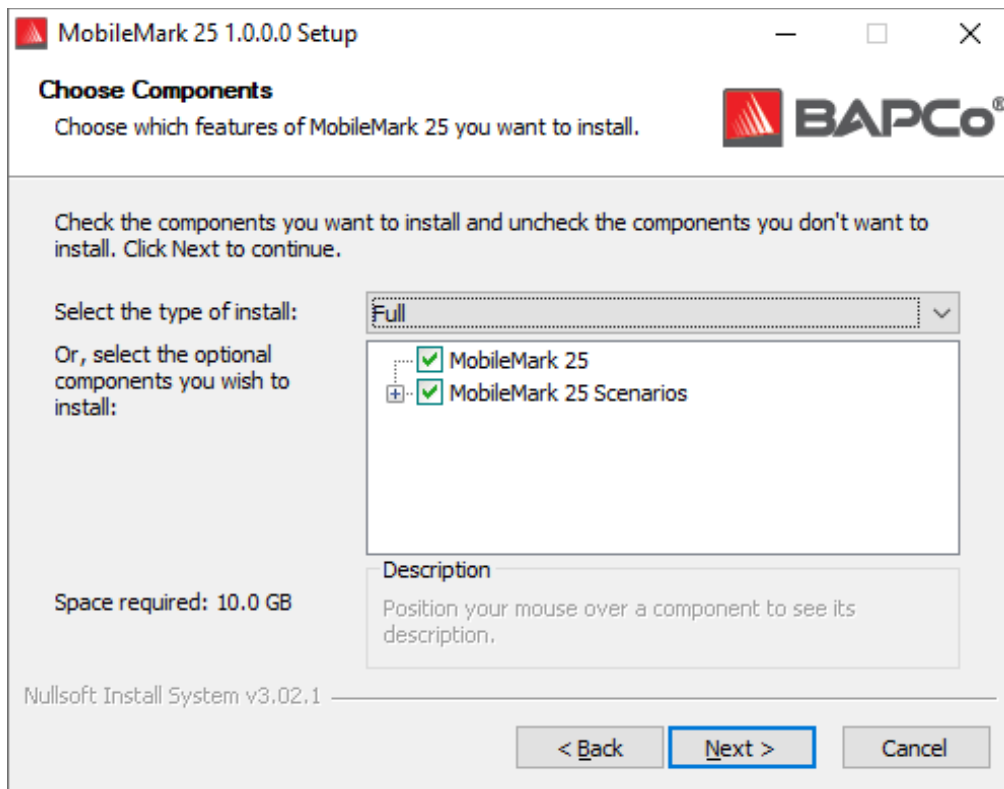 MobileMark 25 1.0.0.0 Setup
Choose Components
Choose which features of MobileMark 25 you want to install.
BAPCo®
Check the components you want to install and uncheck the components you don't want to
install. Click Next to continue.
Select the type of install:
Full
Or, select the optional
components you wish to
install:
MobileMark 25
MobileMark 25 Scenarios
Space required: 10.0 GB
Description
Position your mouse over a component to see its
description.
Nullsoft Install System v3.02.1
< Back
Next >
Cancel